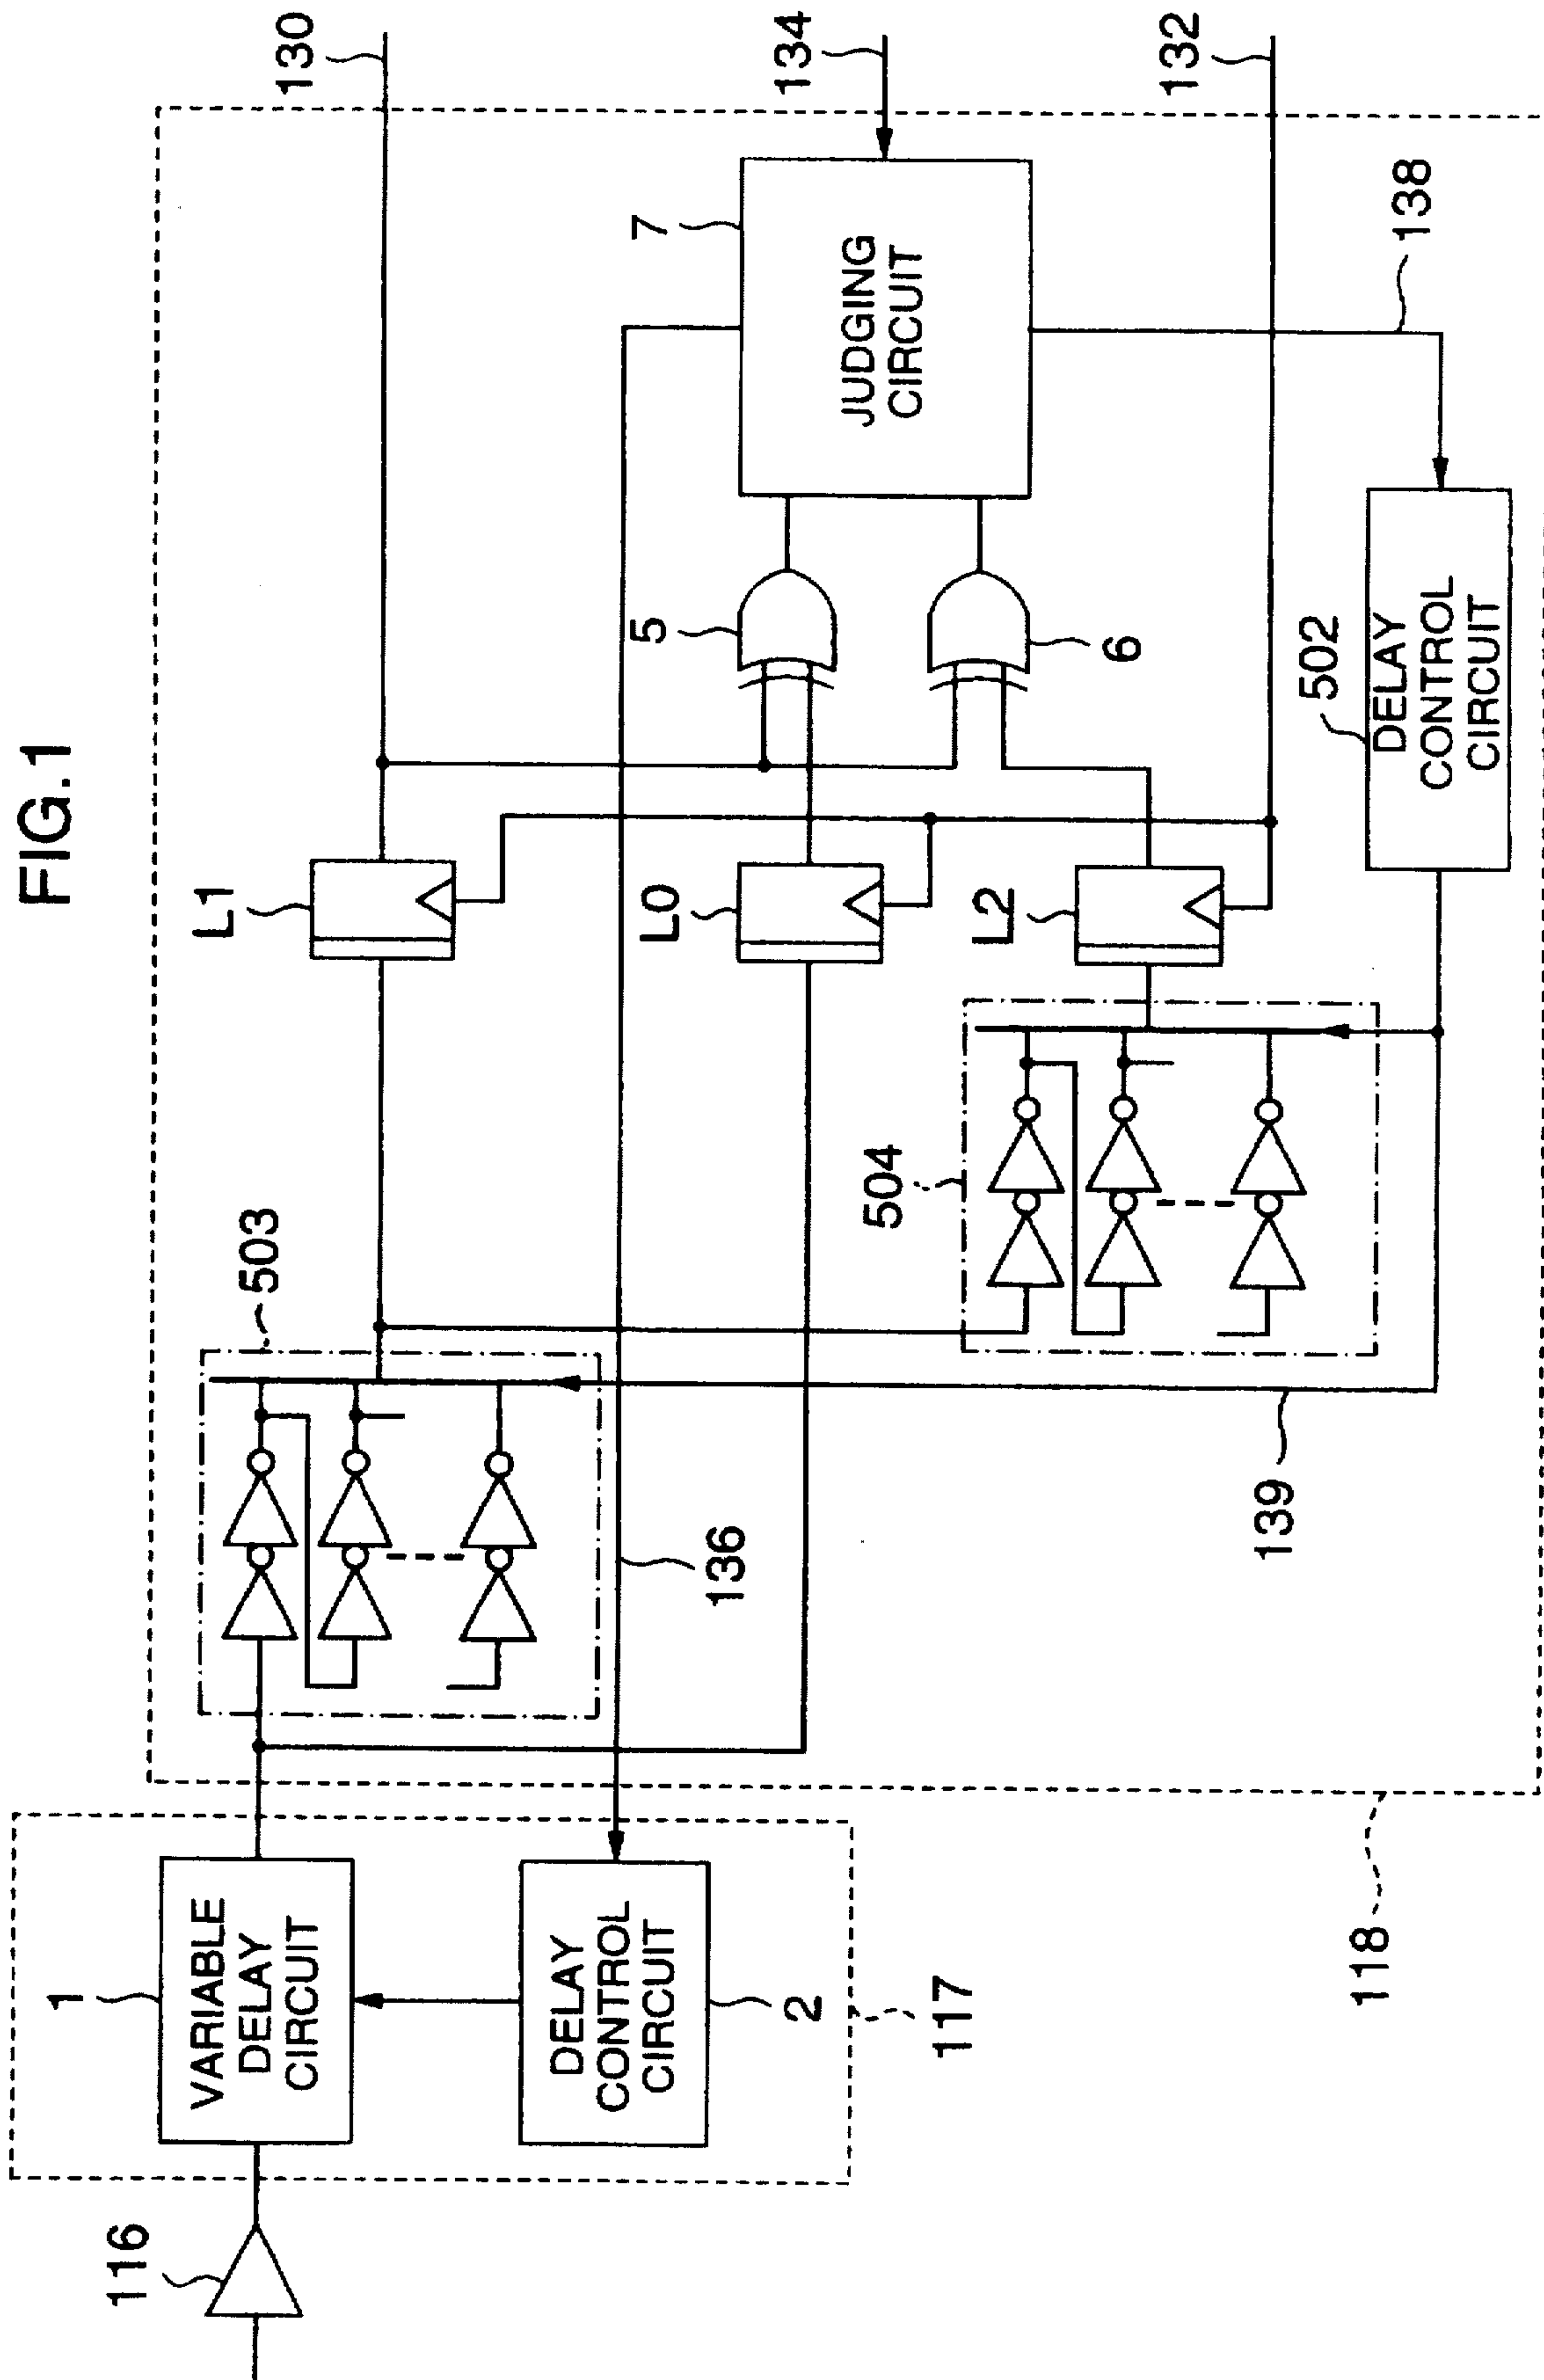 FIG.1
116
1
VARIABLE
DELAY
CIRCUIT
DELAY
CONTROL
CIRCUIT
2
117
118
503
136
139
504
L1
L0
L2
5
6
7
JUDGING
CIRCUIT
502
DELAY
CONTROL
CIRCUIT
138
130
134
132